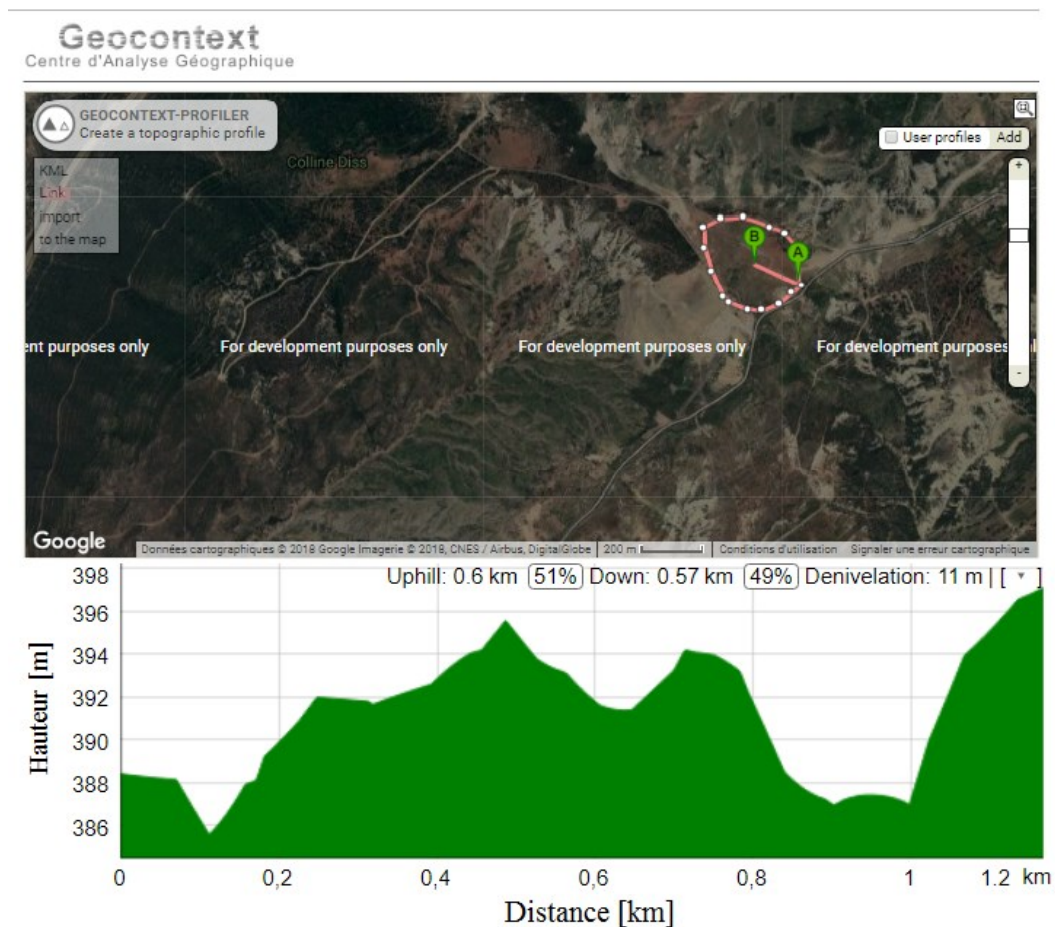 Geocontext
Centre d'Analyse Géographique
GEOCONTEXT-PROFILER
Create a topographic profile
User profiles Add
KML
Link
import
to the map
Colline Diss
B
A
+
ent purposes only For development purposes only For development purposes only For development purposes
-
Google
Données cartographiques © 2018 Google Imagerie © 2018, CNES / Airbus, DigitalGlobe 200 m Conditions d'utilisation Signaler une erreur cartographique
Uphill: 0.6 km 51% Down: 0.57 km 49% Denivelation: 11 m | [ ]
398
396
394
392
390
388
386
Hauteur [m]
0 0,2 0,4 0,6 0,8 1 1.2 km
Distance [km]